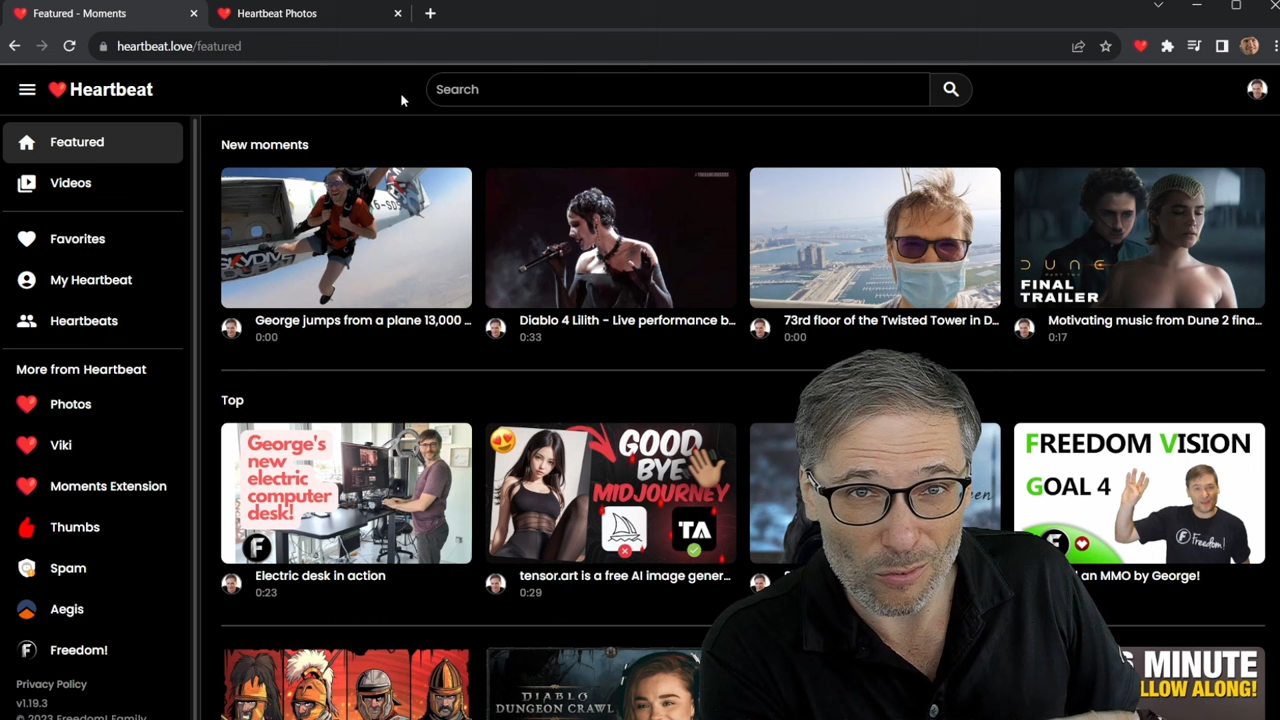 Featured - Moments
Heartbeat Photos
heartbeat.love/featured
Heartbeat
Search
Featured
Videos
Favorites
My Heartbeat
Heartbeats
More from Heartbeat
Photos
Viki
Moments Extension
Thumbs
Spam
Aegis
Freedom!
Privacy Policy
v1.19.3
© 2023 Freedom! Family
New moments
SKYDIVE
George jumps from a plane 13,000 ...
0:00
Diablo 4 Lilith - Live performance b...
0:33
73rd floor of the Twisted Tower in D...
0:00
DUNE
FINAL
TRAILER
Motivating music from Dune 2 fina...
0:17
Top
George's
new
electric
computer
desk!
Electric desk in action
0:23
GOOD
BYE
MIDJOURNEY
TA
tensor.art is a free AI image gener...
0:29
FREEDOM VISION
GOAL 4
Freedom!
an MMO by George!
DIABLO
DUNGEON CRAWL
MINUTE
LLOW ALONG!